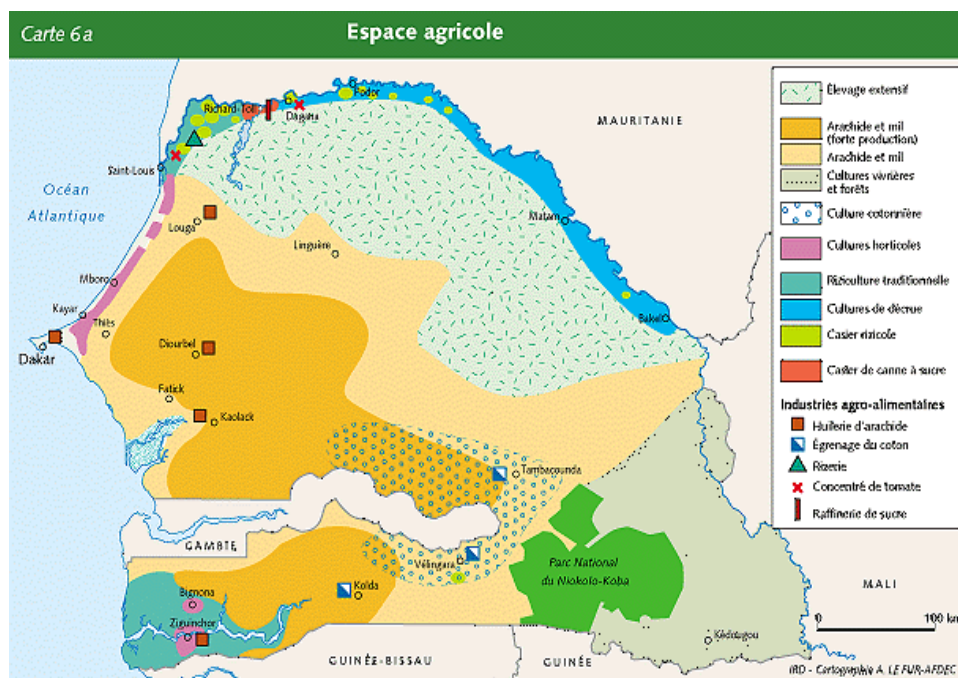 Carte 6a
Espace agricole
MAURITANIE
Océan
Atlantique
Richard-Toll
Dagana
Podor
Saint-Louis
Louga
Linguère
Matam
Mboro
Kayar
Thiès
Dakar
Diourbel
Bakel
Fatick
Kaolack
Tambacounda
GAMBIE
Vélingara
Kolda
Bignona
Ziguinchor
Parc National
du Niokolo-Koba
MALI
Kédougou
GUINÉE-BISSAU
GUINÉE
Élevage extensif
Arachide et mil
(forte production)
Arachide et mil
Cultures vivrières
et forêts
Culture cotonnière
Cultures horticoles
Riziculture traditionnelle
Cultures de décrue
Casier rizicole
Casier de canne à sucre
Industries agro-alimentaires
Huilerie d'arachide
Égrenage du coton
Rizerie
Concentré de tomate
Raffinerie de sucre
0 100 km
IRD - Cartographie A. LE FUR-AFDEC